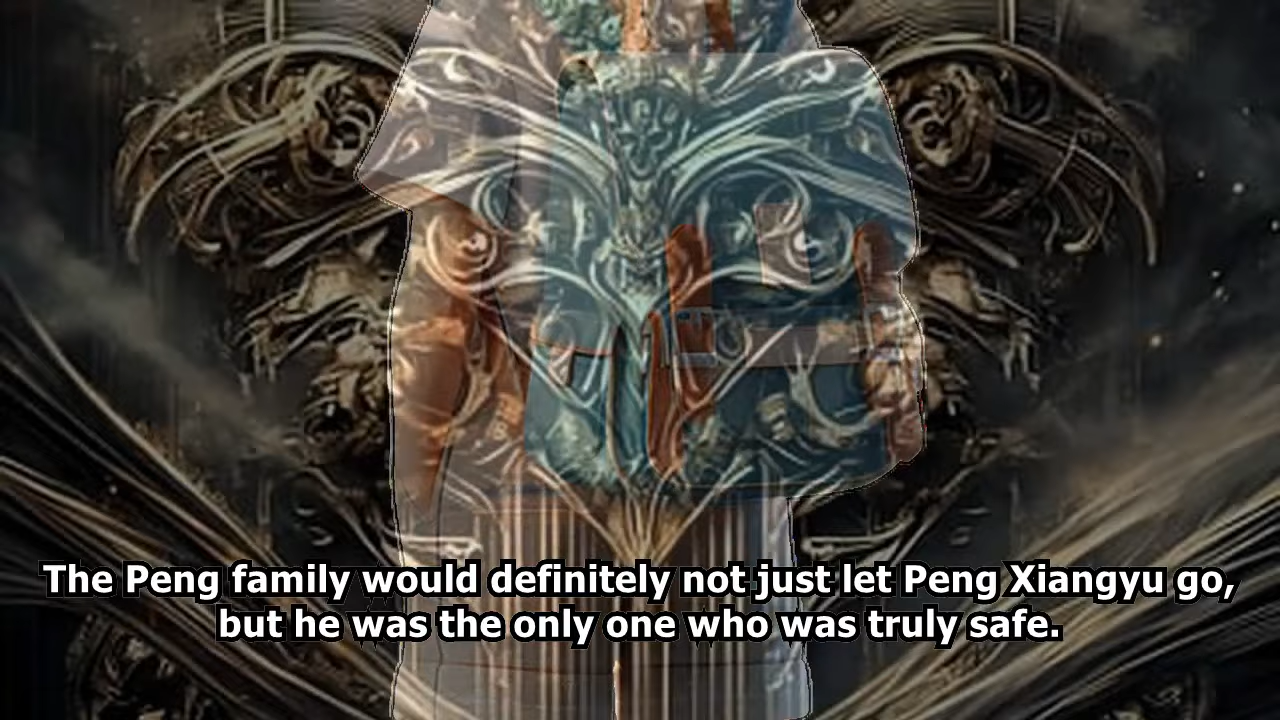 The Peng family would definitely not just let Peng Xiangyu go,
but he was the only one who was truly safe.